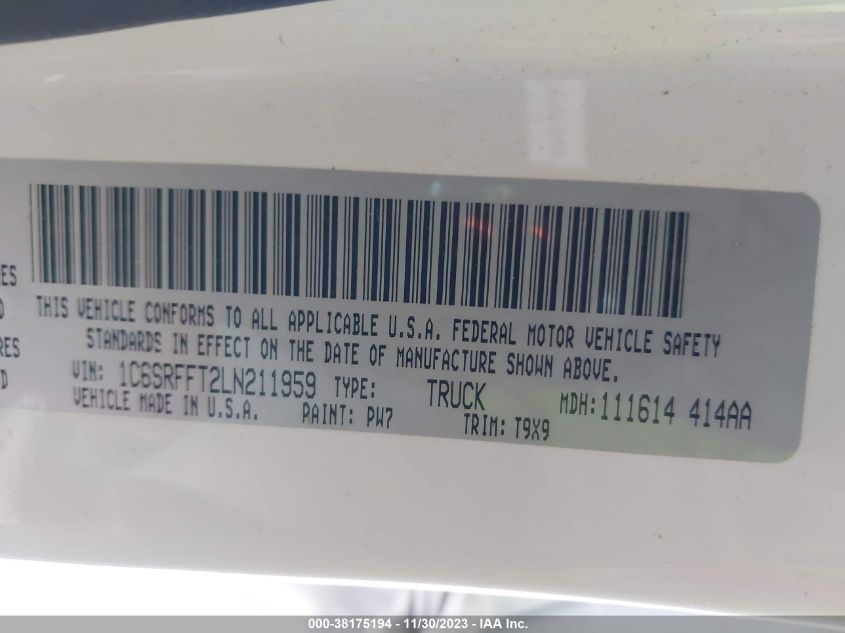 ES
THIS VEHICLE CONFORMS TO ALL APPLICABLE U.S.A. FEDERAL MOTOR VEHICLE SAFETY
STANDARDS IN EFFECT ON THE DATE OF MANUFACTURE SHOWN ABOVE.
RES
D
VIN: 1C6SRFFT2LN211959 TYPE: TRUCK MDH:111614 414AA
VEHICLE MADE IN U.S.A. PAINT: PW7 TRIM: T9X9
000-38175194 - 11/30/2023 - IAA Inc.